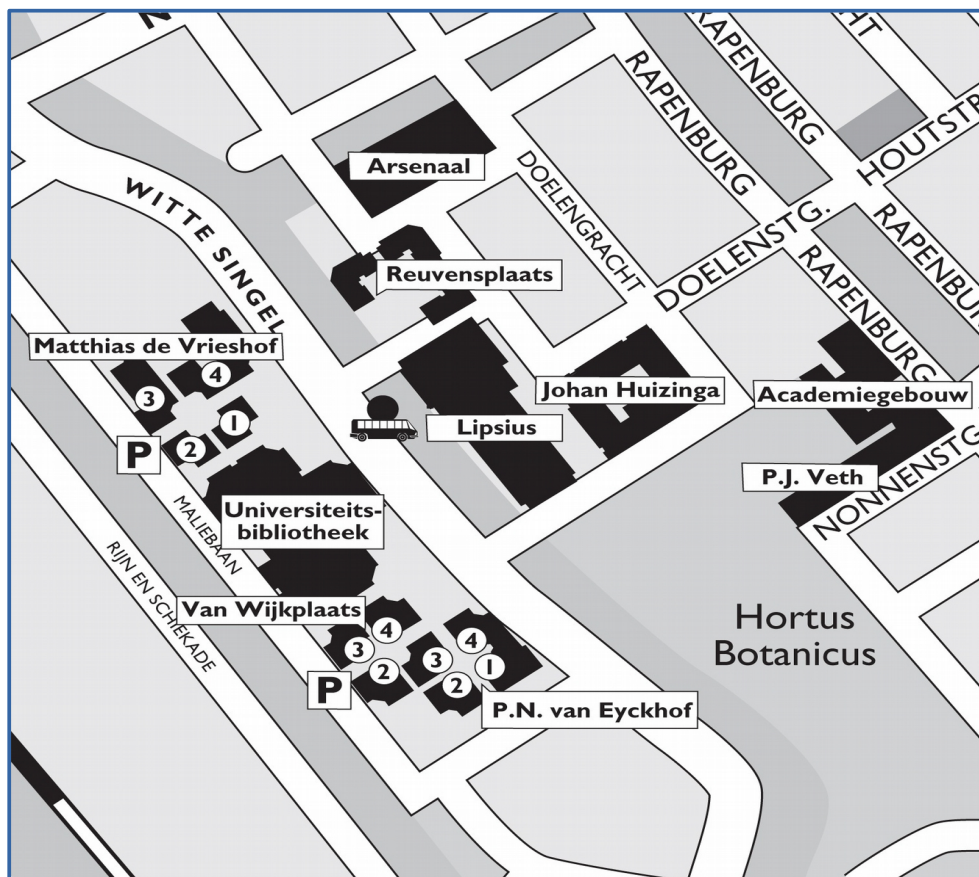 RAPENBURG
RAPENBURG
HOUTSTR
Arsenaal
DOELENGRACHT
DOELENSTG.
WITTE SINGEL
Reuvensplaats
RAPENBURG
RAPENBURG
Matthias de Vrieshof
4
3
1
2
P
Johan Huizinga
Academiegebouw
Lipsius
P.J. Veth
NONNENSTG.
Universiteits-
bibliotheek
MALIEBAAN
RIJN EN SCHIEKADE
Van Wijkplaats
4
3
2
P
4
3
1
2
P.N. van Eyckhof
Hortus
Botanicus